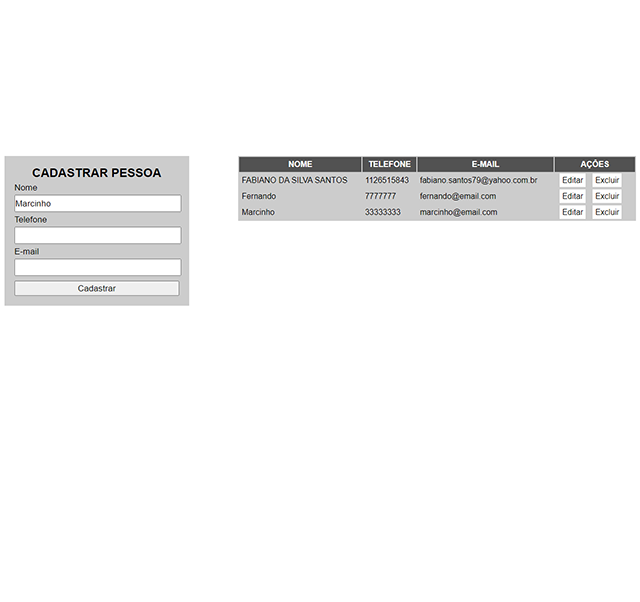 CADASTRAR PESSOA
Nome
Marcinho
Telefone
E-mail
Cadastrar
NOME TELEFONE E-MAIL AÇÕES
FABIANO DA SILVA SANTOS 1126515843 fabiano.santos79@yahoo.com.br Editar Excluir
Fernando 7777777 fernando@email.com Editar Excluir
Marcinho 33333333 marcinho@email.com Editar Excluir